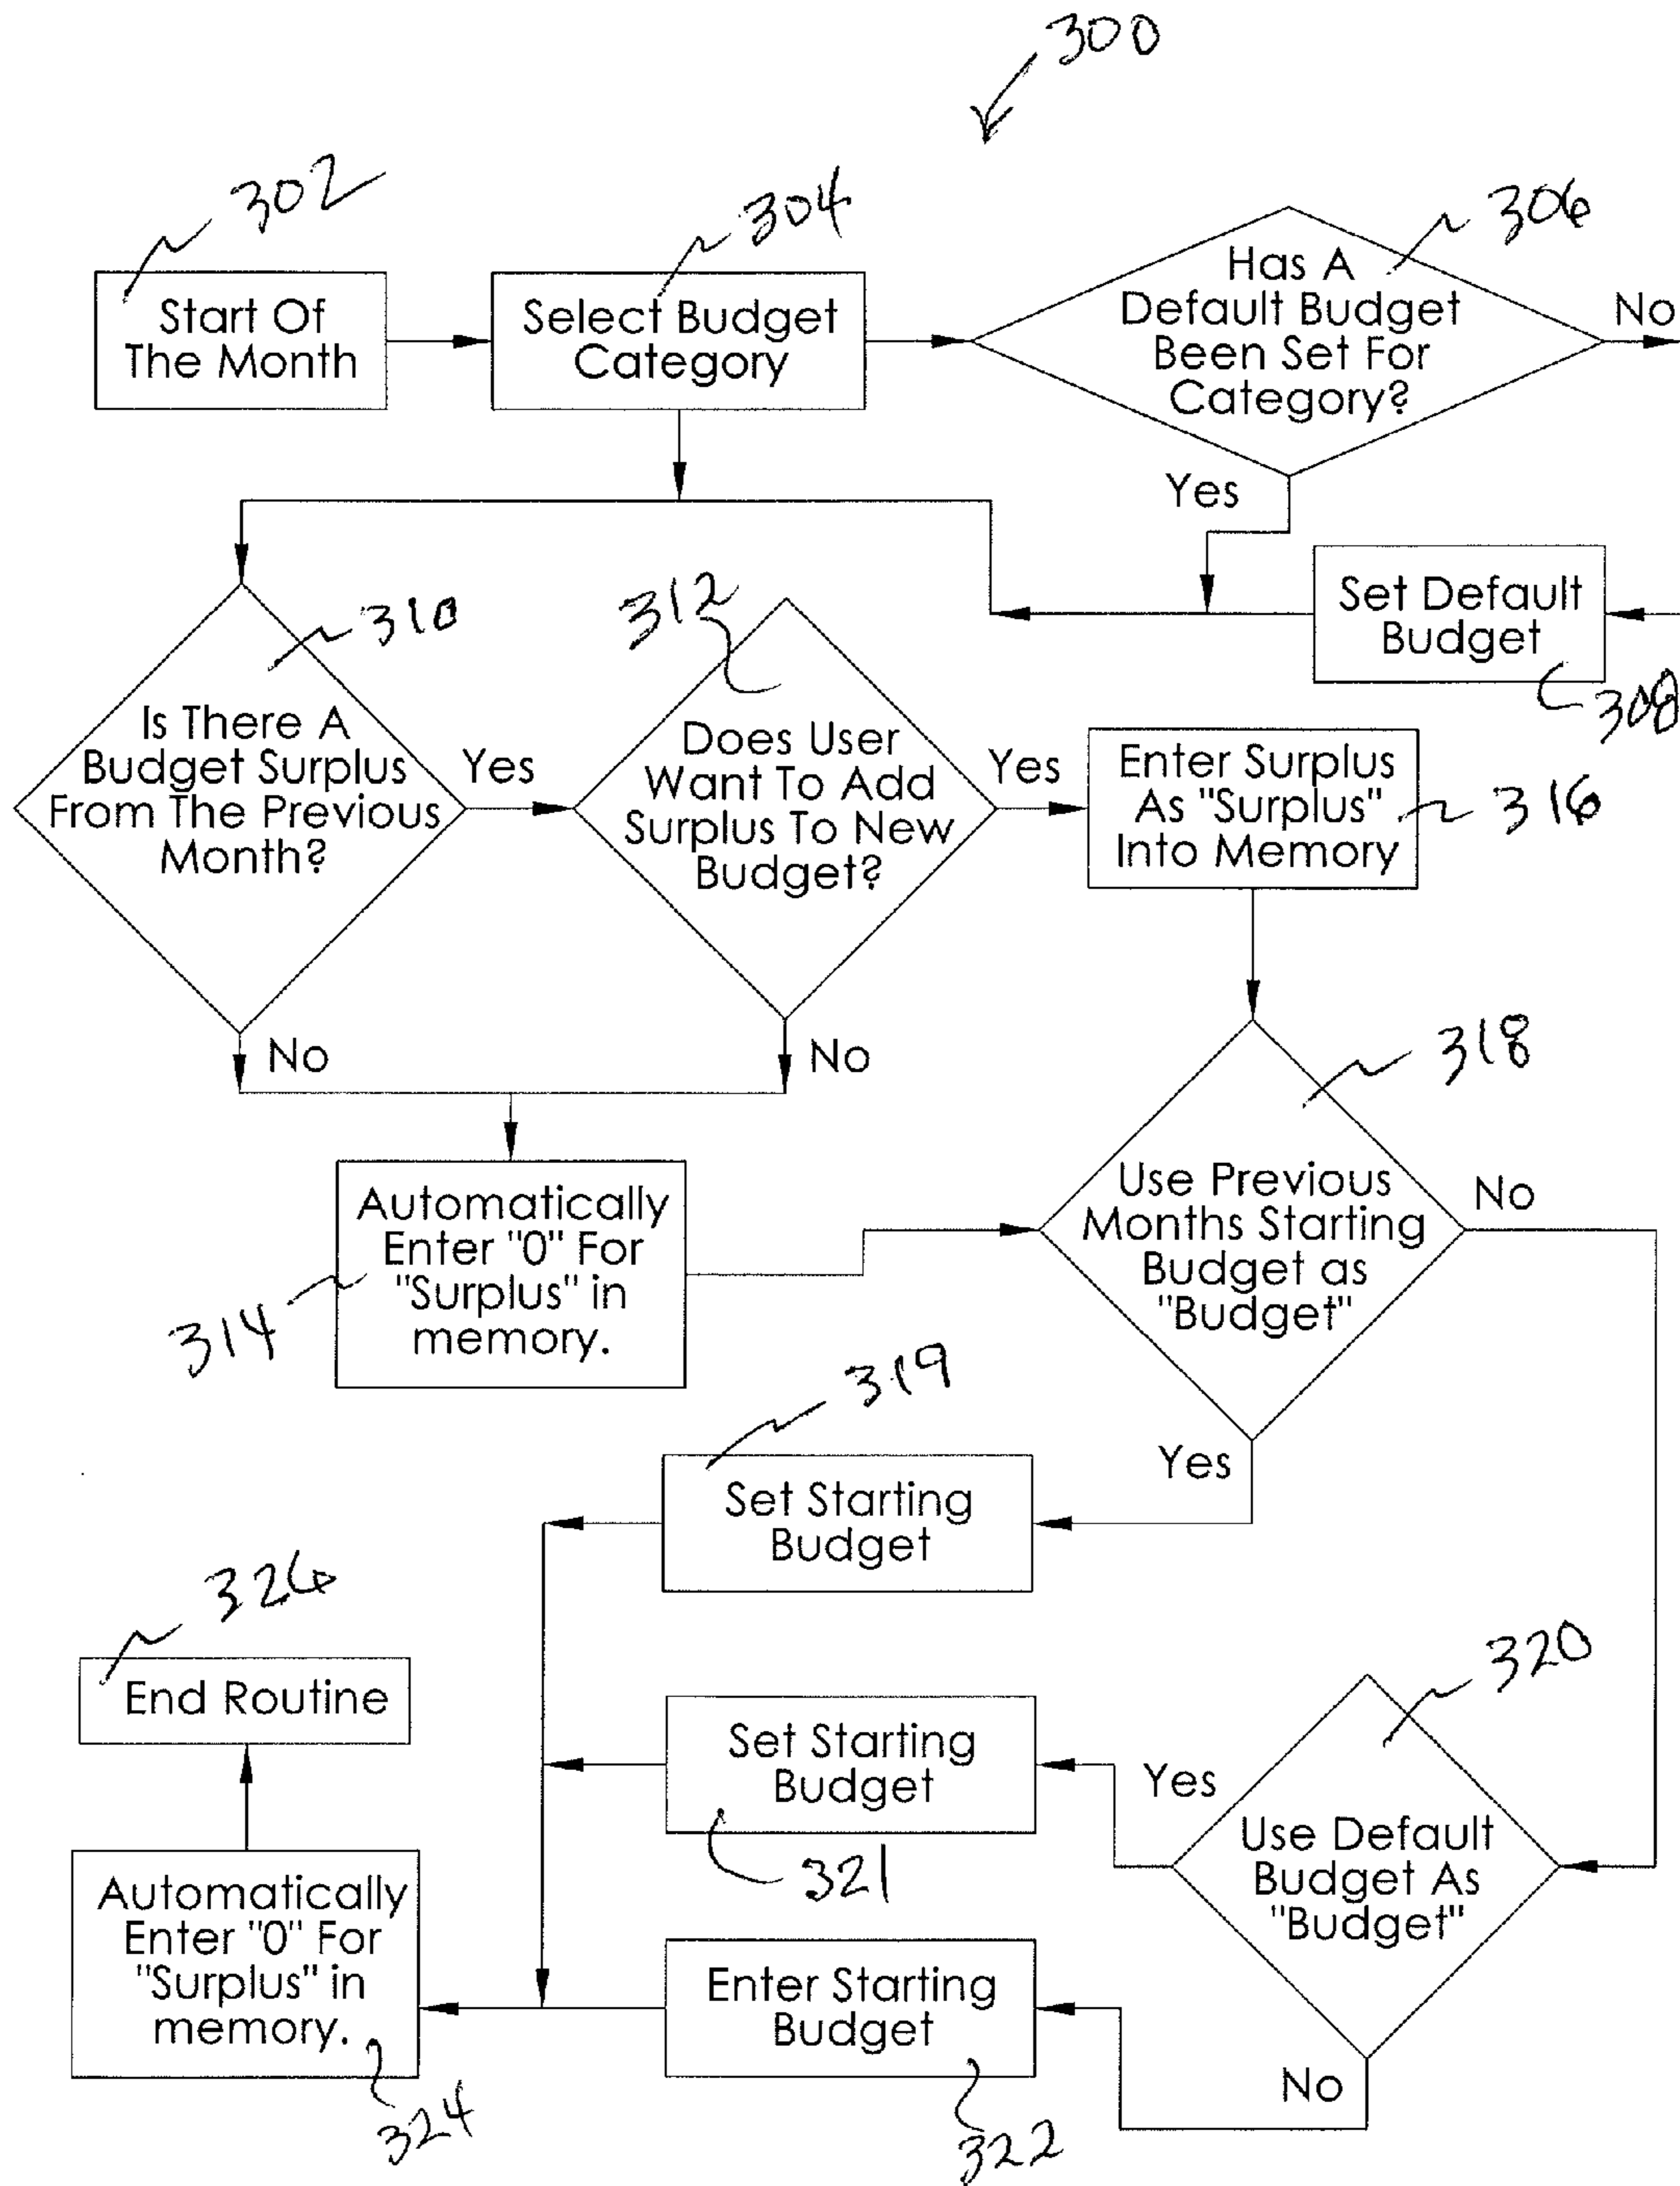 300
302
304
306
Start Of
The Month
Select Budget
Category
Has A
Default Budget
Been Set For
Category?
No
Yes
Set Default
Budget
308
310
312
Is There A
Budget Surplus
From The Previous
Month?
Yes
Does User
Want To Add
Surplus To New
Budget?
Yes
Enter Surplus
As "Surplus"
Into Memory
316
No
No
318
Automatically
Enter "0" For
"Surplus" in
memory.
314
Use Previous
Months Starting
Budget as
"Budget"
No
Yes
319
Set Starting
Budget
326
End Routine
320
Set Starting
Budget
321
Yes
Use Default
Budget As
"Budget"
No
Automatically
Enter "0" For
"Surplus" in
memory.
324
Enter Starting
Budget
322